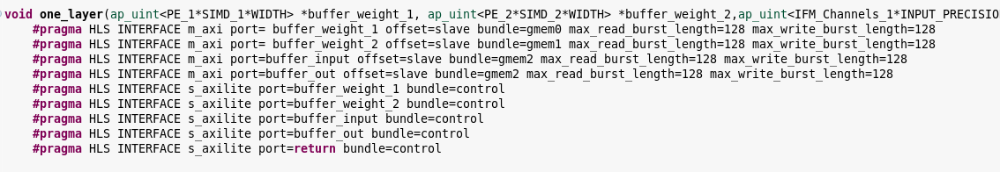 void one_layer(ap_uint<PE_1*SIMD_1*WIDTH> *buffer_weight_1, ap_uint<PE_2*SIMD_2*WIDTH> *buffer_weight_2,ap_uint<IFM_Channels_1*INPUT_PRECISIO
#pragma HLS INTERFACE m_axi port= buffer_weight_1 offset=slave bundle=gmem0 max_read_burst_length=128 max_write_burst_length=128
#pragma HLS INTERFACE m_axi port= buffer_weight_2 offset=slave bundle=gmem1 max_read_burst_length=128 max_write_burst_length=128
#pragma HLS INTERFACE m_axi port=buffer_input offset=slave bundle=gmem2 max_read_burst_length=128 max_write_burst_length=128
#pragma HLS INTERFACE m_axi port=buffer_out offset=slave bundle=gmem2 max_read_burst_length=128 max_write_burst_length=128
#pragma HLS INTERFACE s_axilite port=buffer_weight_1 bundle=control
#pragma HLS INTERFACE s_axilite port=buffer_weight_2 bundle=control
#pragma HLS INTERFACE s_axilite port=buffer_input bundle=control
#pragma HLS INTERFACE s_axilite port=buffer_out bundle=control
#pragma HLS INTERFACE s_axilite port=return bundle=control